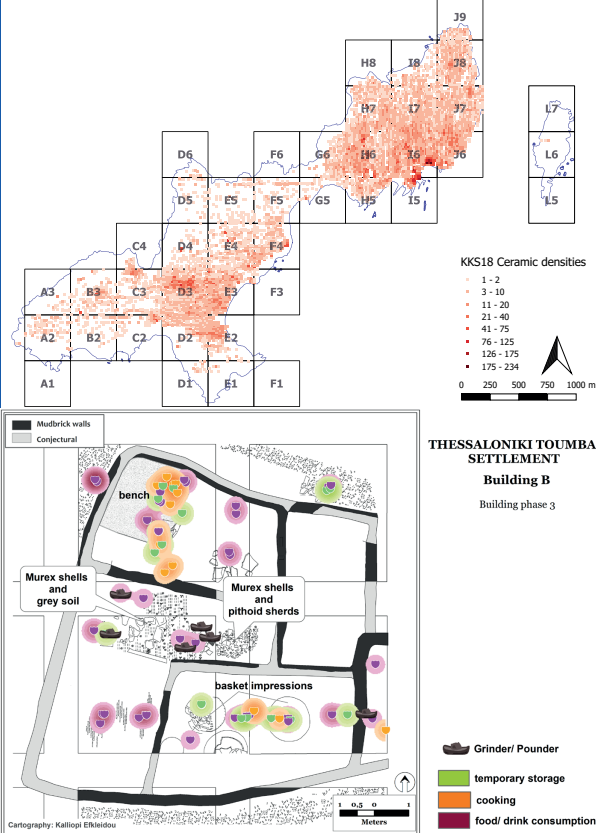 J9
H8 I8 J8
H7 I7 J7 L7
D6 F6 G6 H6 I6 J6 L6
D5 E5 F5 G5 H5 I5 L5
C4 D4 E4 F4
A3 B3 C3 D3 E3 F3
A2 B2 C2 D2 E2
A1 D1 E1 F1
KKS18 Ceramic densities
1 - 2
3 - 10
11 - 20
21 - 40
41 - 75
76 - 125
126 - 175
175 - 234
0 250 500 750 1000 m
Mudbrick walls
Conjectural
THESSALONIKI TOUMBA
SETTLEMENT
Building B
Building phase 3
bench
Murex shells
and
grey soil
Murex shells
and
pithoid sherds
basket impressions
Grinder/ Pounder
temporary storage
cooking
food/ drink consumption
1 0,5 0 1
Meters
Cartography: Kalliopi Efkleidou